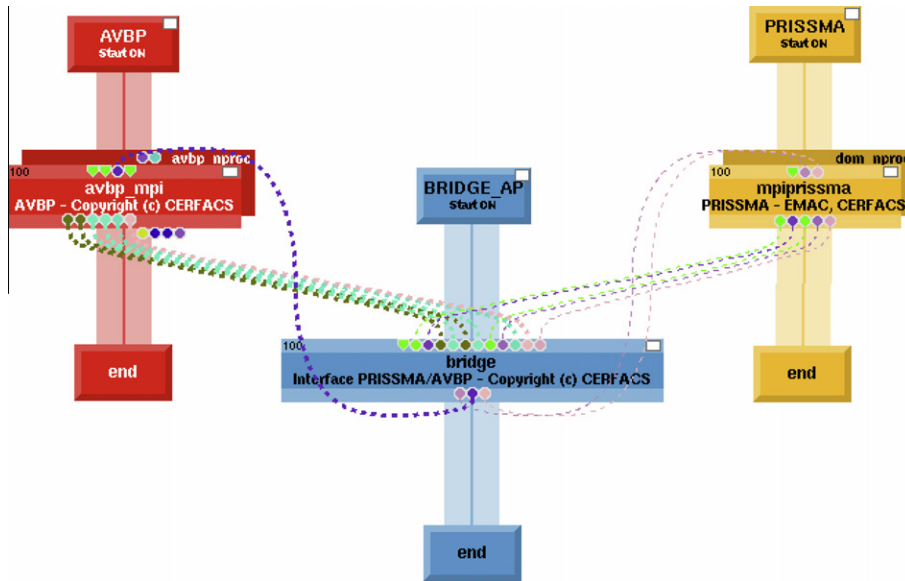 AVBP
Start ON
PRISSMA
Start ON
avbp_nproc
100
avbp_mpi
AVBP - Copyright (c) CERFACS
BRIDGE_AP
Start ON
dom_nproc
100
mpiprissma
PRISSMA - EMAC, CERFACS
100
bridge
Interface PRISSMA/AVBP - Copyright (c) CERFACS
end
end
end